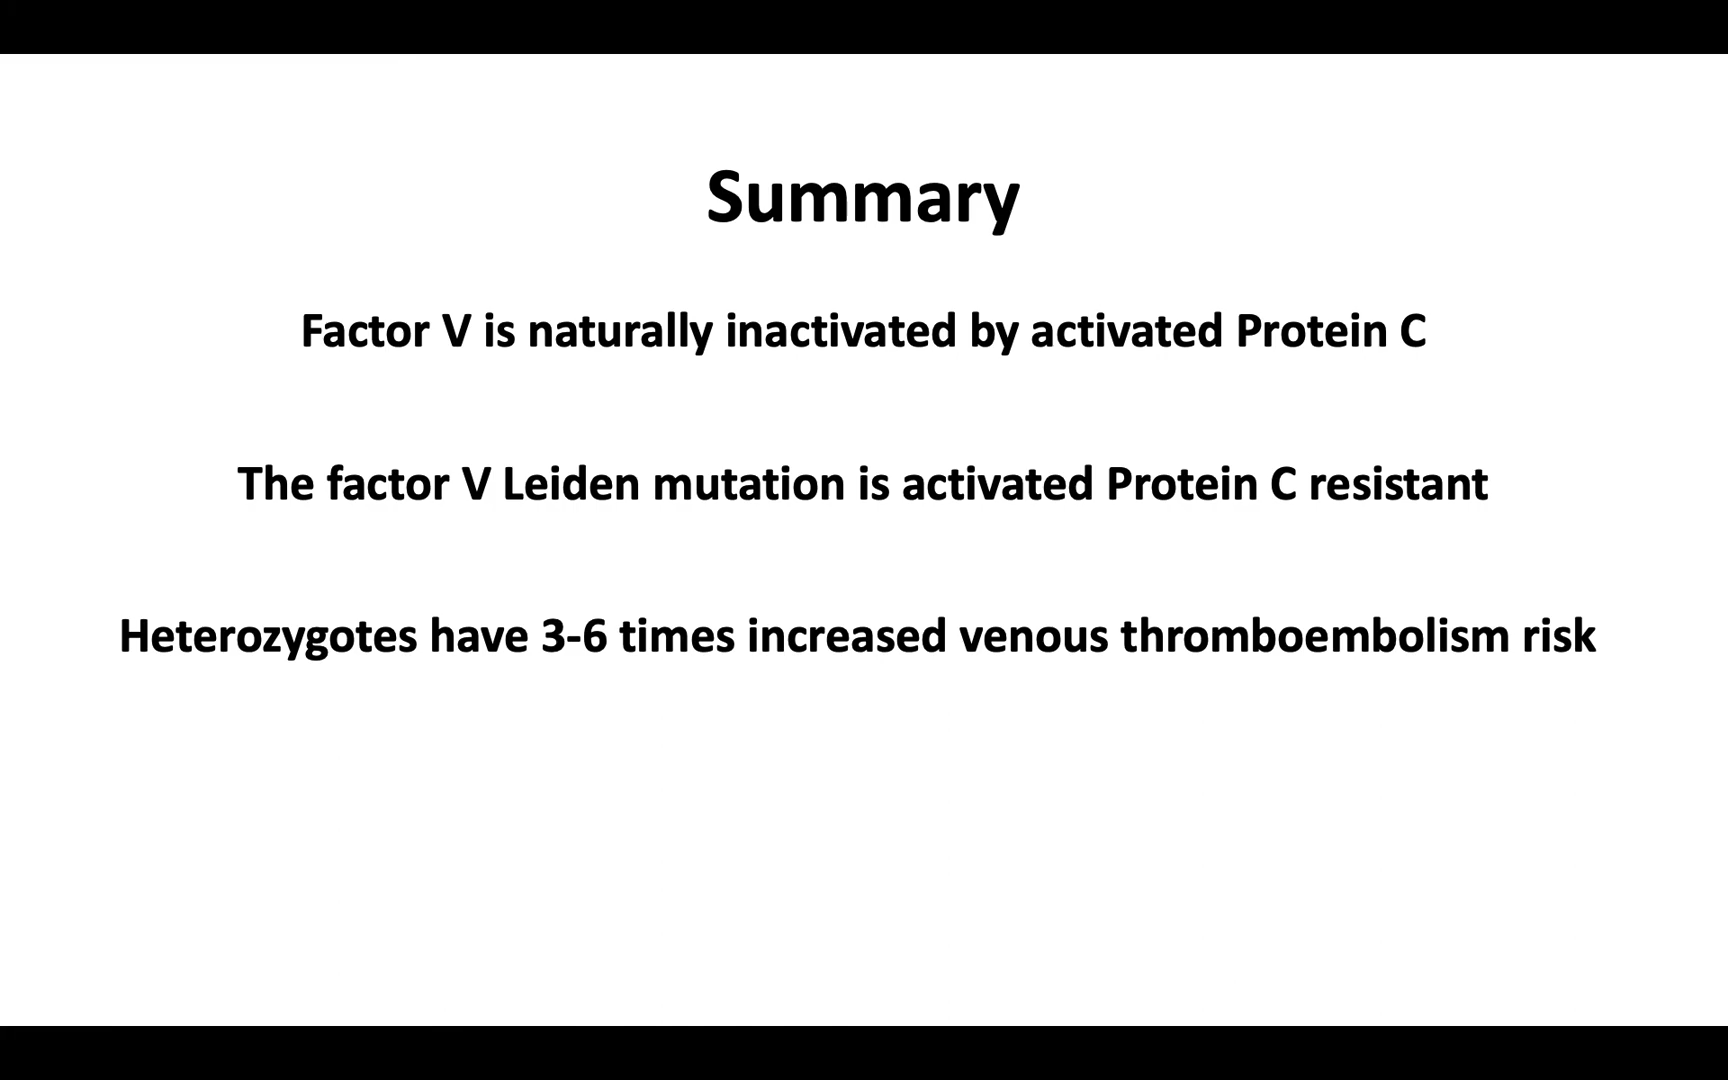 Summary
Factor V is naturally inactivated by activated Protein C
The factor V Leiden mutation is activated Protein C resistant
Heterozygotes have 3-6 times increased venous thromboembolism risk